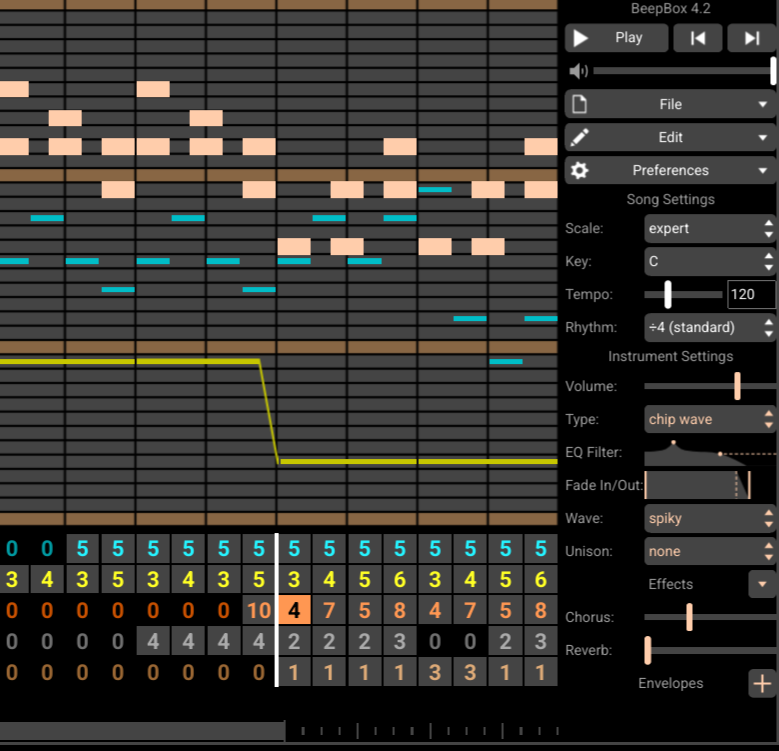 BeepBox 4.2
Play
File
Edit
Preferences
Song Settings
Scale: expert
Key: C
Tempo: 120
Rhythm: ÷4 (standard)
Instrument Settings
Volume:
Type: chip wave
EQ Filter:
Fade In/Out:
Wave: spiky
Unison: none
Effects
Chorus:
Reverb:
Envelopes
0 0 5 5 5 5 5 5 5 5 5 5 5 5 5 5
3 4 3 5 3 4 3 5 3 4 5 6 3 4 5 6
0 0 0 0 0 0 0 10 4 7 5 8 4 7 5 8
0 0 0 0 4 4 4 4 2 2 2 3 0 0 2 3
0 0 0 0 0 0 0 0 1 1 1 1 3 3 1 1